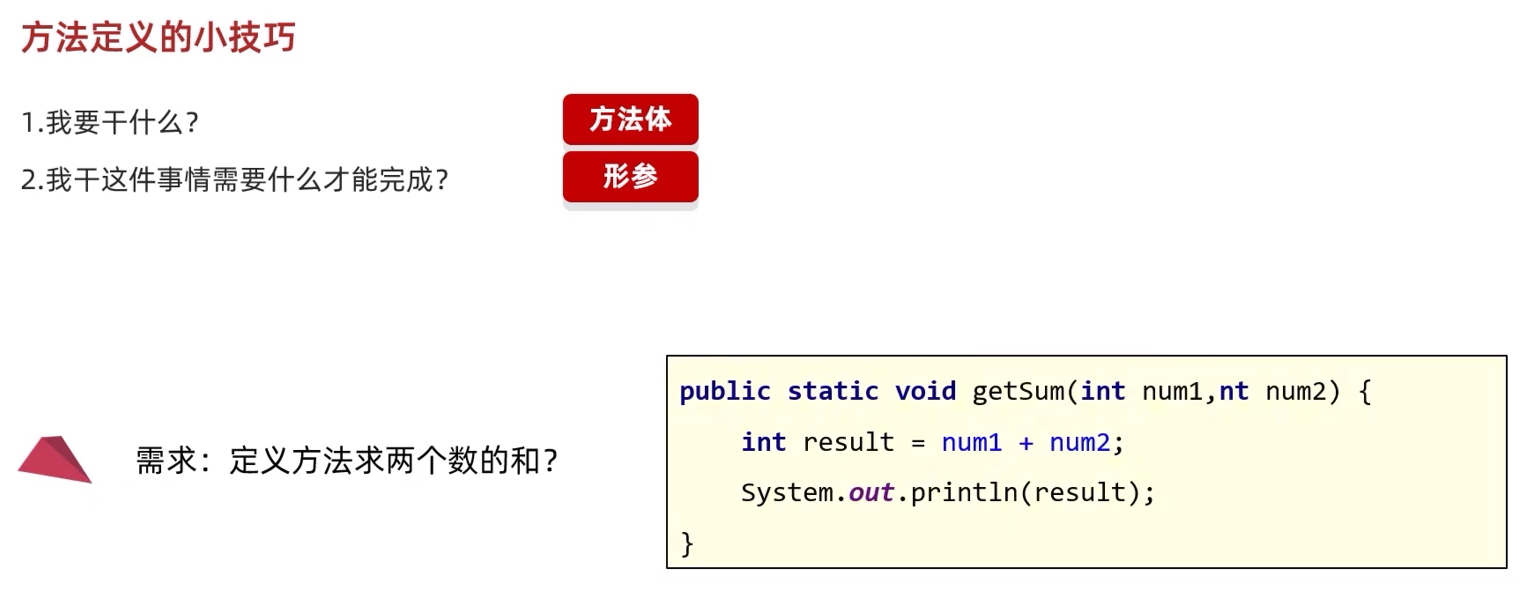 方法定义的小技巧
1.我要干什么？
方法体
2.我干这件事情需要什么才能完成？
形参
需求：定义方法求两个数的和？
public static void getSum(int num1,nt num2) {
    int result = num1 + num2;
    System.out.println(result);
}